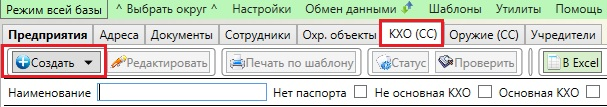 Режим всей базы ^ Выбрать округ ^ Настройки Обмен данными Шаблоны Утилиты Помощь
Предприятия Адреса Документы Сотрудники Охр. объекты КХО (СС) Оружие (СС) Учредители
Создать Редактировать Печать по шаблону Статус Проверить В Excel
Наименование Нет паспорта Не основная КХО Основная КХО